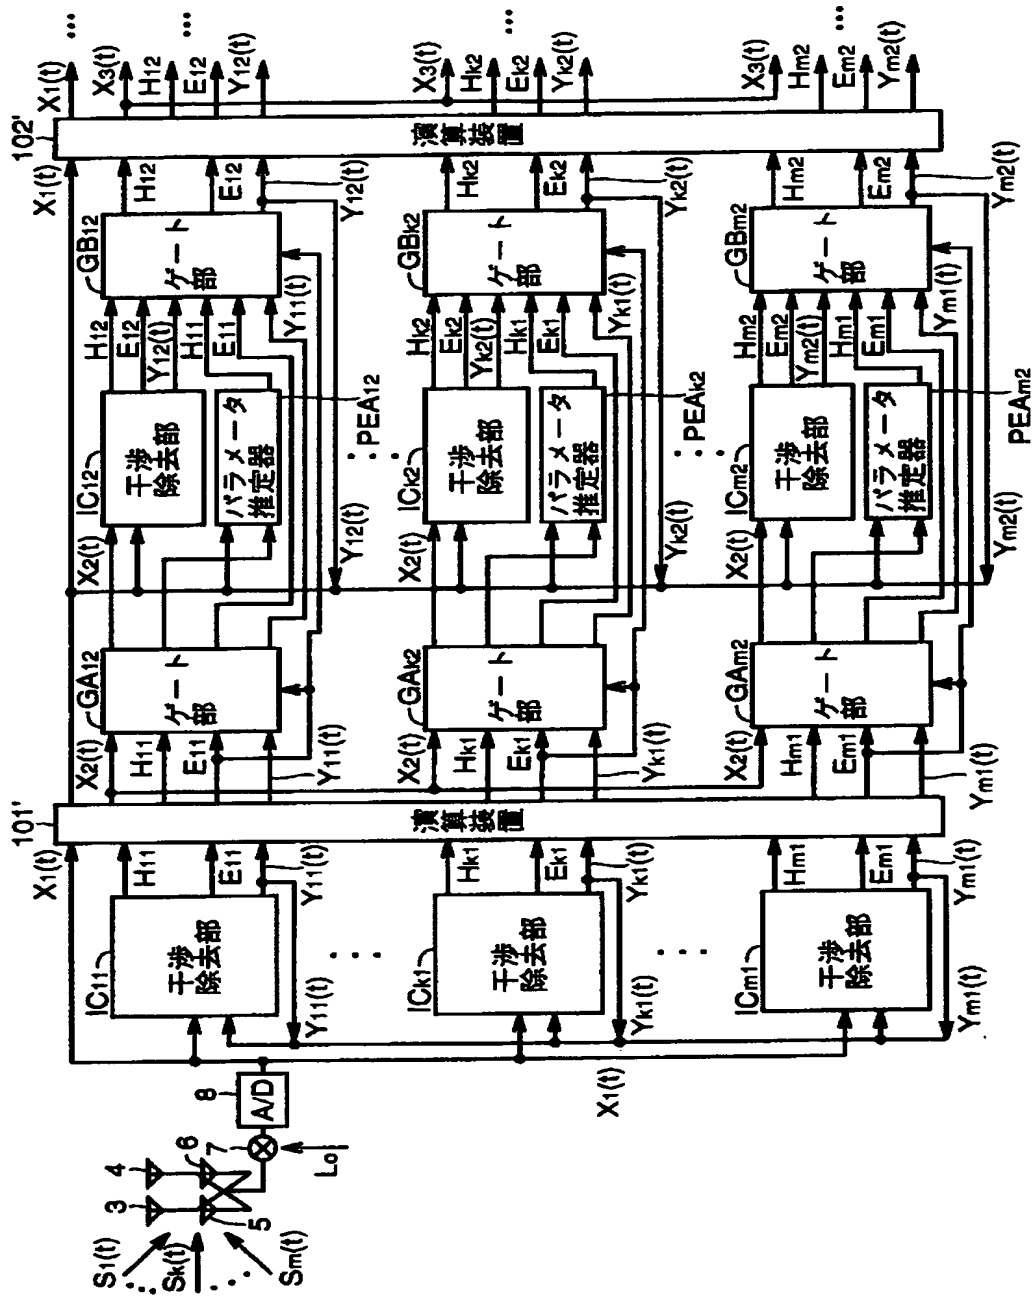 S1(t)
Sk(t)
Sm(t)
3
4
5
6
7
Lo
8
A/D
X1(t)
X1(t)
IC11
干渉
除去部
H11
E11
Y11(t)
Y11(t)
ICk1
干渉
除去部
Hk1
Ek1
Yk1(t)
Yk1(t)
ICm1
干渉
除去部
Hm1
Em1
Ym1(t)
Ym1(t)
101'
演算装置
X2(t)
H11
E11
Y11(t)
GA12
ゲート
部
X2(t)
Hk1
Ek1
Yk1(t)
GAk2
ゲート
部
X2(t)
Hm1
Em1
Ym1(t)
GAm2
ゲート
部
X2(t)
IC12
干渉
除去部
パラメータ
推定器
PEA12
Y12(t)
X2(t)
ICk2
干渉
除去部
パラメータ
推定器
PEAk2
Yk2(t)
X2(t)
ICm2
干渉
除去部
パラメータ
推定器
PEAm2
Ym2(t)
H12
E12
Y12(t)
H11
E11
Y11(t)
GB12
ゲート
部
Hk2
Ek2
Yk2(t)
Hk1
Ek1
Yk1(t)
GBk2
ゲート
部
Hm2
Em2
Ym2(t)
Hm1
Em1
Ym1(t)
GBm2
ゲート
部
X1(t)
H12
E12
Y12(t)
Hk2
Ek2
Yk2(t)
Hm2
Em2
Ym2(t)
102'
演算装置
X1(t)
...
X3(t)
H12
...
E12
Y12(t)
X3(t)
Hk2
...
Ek2
Yk2(t)
X3(t)
Hm2
...
Em2
Ym2(t)